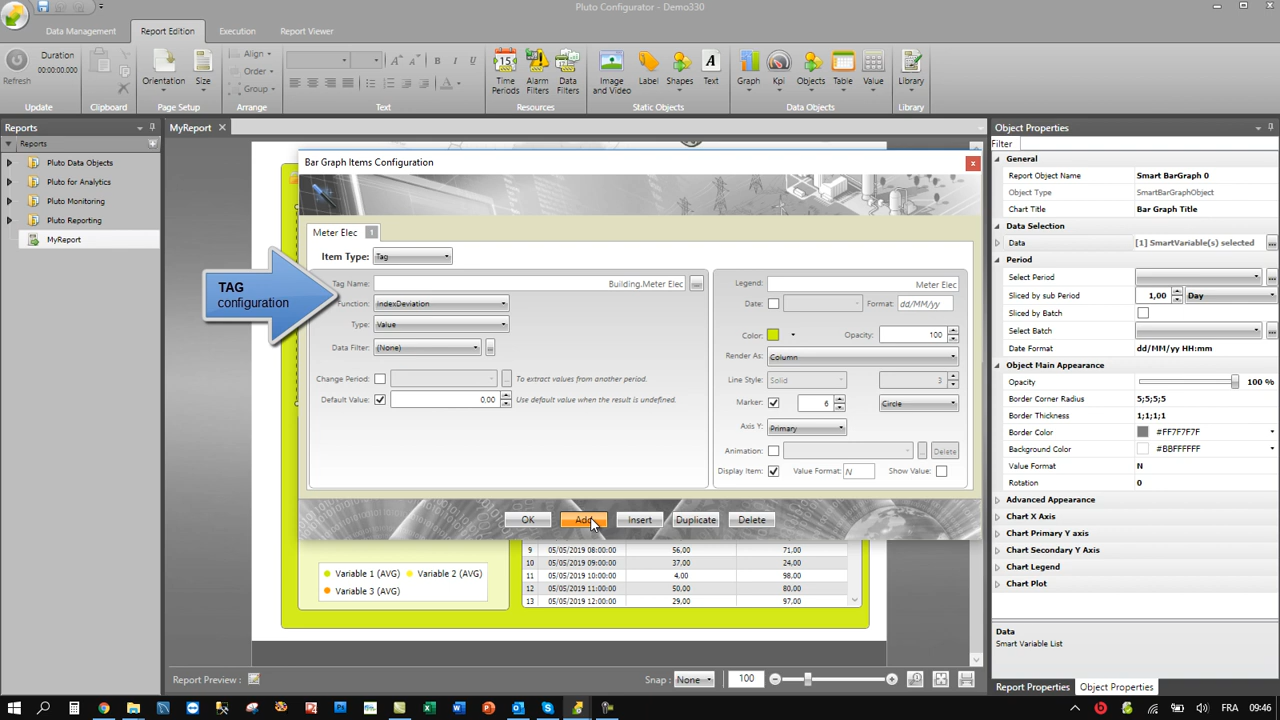 Pluto Configurator - Demo330
Data Management Report Edition Execution Report Viewer
Refresh Duration 00:00:00.000 Update
Clipboard
Orientation Size Page Setup
Align Order Group Arrange
B I U Text
Time Periods Alarm Filters Data Filters Resources
Image and Video Label Shapes Text Static Objects
Graph Kpi Objects Table Value Data Objects
Library Library
Reports
Reports
Pluto Data Objects
Pluto for Analytics
Pluto Monitoring
Pluto Reporting
MyReport
MyReport
Bar Graph Items Configuration
Meter Elec 1
Item Type: Tag
TAG
configuration
Tag Name: Building.Meter Elec
Function: IndexDeviation
Type: Value
Data Filter: (None)
Change Period: To extract values from another period.
Default Value: 0.00 Use default value when the result is undefined.
Legend: Meter Elec
Date: Format: dd/MM/yy
Color: Opacity: 100
Render As: Column
Line Style: Solid 3
Marker: 6 Circle
Axis Y: Primary
Animation: ... Delete
Display Item: Value Format: N Show Value:
OK Add Insert Duplicate Delete
Variable 1 (AVG) Variable 2 (AVG)
Variable 3 (AVG)
9 05/05/2019 08:00:00 56.00 71.00
10 05/05/2019 09:00:00 37.00 24.00
11 05/05/2019 10:00:00 4.00 98.00
12 05/05/2019 11:00:00 50.00 80.00
13 05/05/2019 12:00:00 29.00 97.00
Report Preview :
Snap : None 100
Object Properties
Filter
General
Report Object Name Smart BarGraph 0
Object Type SmartBarGraphObject
Chart Title Bar Graph Title
Data Selection
Data [1] SmartVariable(s) selected ...
Period
Select Period
Sliced by sub Period 1,00 Day
Sliced by Batch
Select Batch
Date Format dd/MM/yy HH:mm
Object Main Appearance
Opacity 100 %
Border Corner Radius 5;5;5;5
Border Thickness 1;1;1;1
Border Color #FF7F7F7F
Background Color #BBFFFFFF
Value Format N
Rotation 0
Advanced Appearance
Chart X Axis
Chart Primary Y axis
Chart Secondary Y Axis
Chart Legend
Chart Plot
Data
Smart Variable List
Report Properties Object Properties
FRA 09:46